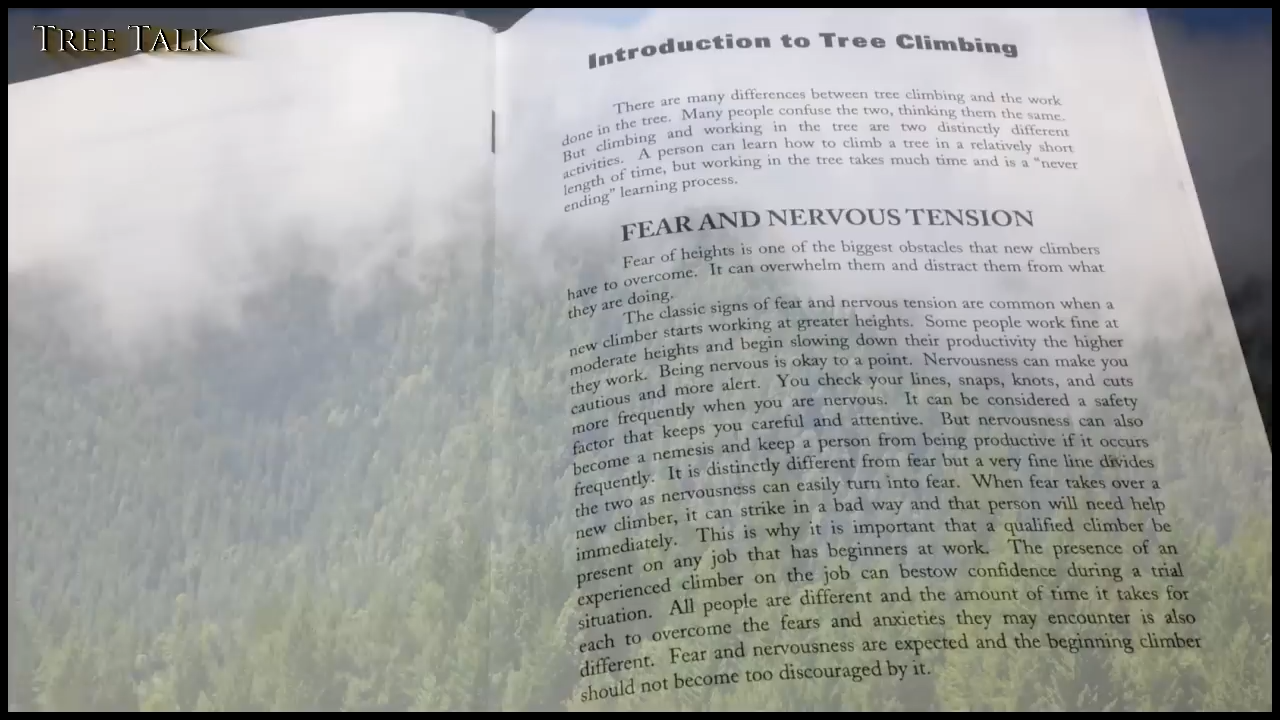 TREE TALK
Introduction to Tree Climbing
There are many differences between tree climbing and the work
done in the tree. Many people confuse the two, thinking them the same.
But climbing and working in the tree are two distinctly different
activities. A person can learn how to climb a tree in a relatively short
length of time, but working in the tree takes much time and is a "never
ending" learning process.
FEAR AND NERVOUS TENSION
Fear of heights is one of the biggest obstacles that new climbers
have to overcome. It can overwhelm them and distract them from what
they are doing.
The classic signs of fear and nervous tension are common when a
new climber starts working at greater heights. Some people work fine at
moderate heights and begin slowing down their productivity the higher
they work. Being nervous is okay to a point. Nervousness can make you
cautious and more alert. You check your lines, snaps, knots, and cuts
more frequently when you are nervous. It can be considered a safety
factor that keeps you careful and attentive. But nervousness can also
become a nemesis and keep a person from being productive if it occurs
frequently. It is distinctly different from fear but a very fine line divides
the two as nervousness can easily turn into fear. When fear takes over a
new climber, it can strike in a bad way and that person will need help
immediately. This is why it is important that a qualified climber be
present on any job that has beginners at work. The presence of an
experienced climber on the job can bestow confidence during a trial
situation. All people are different and the amount of time it takes for
each to overcome the fears and anxieties they may encounter is also
different. Fear and nervousness are expected and the beginning climber
should not become too discouraged by it.